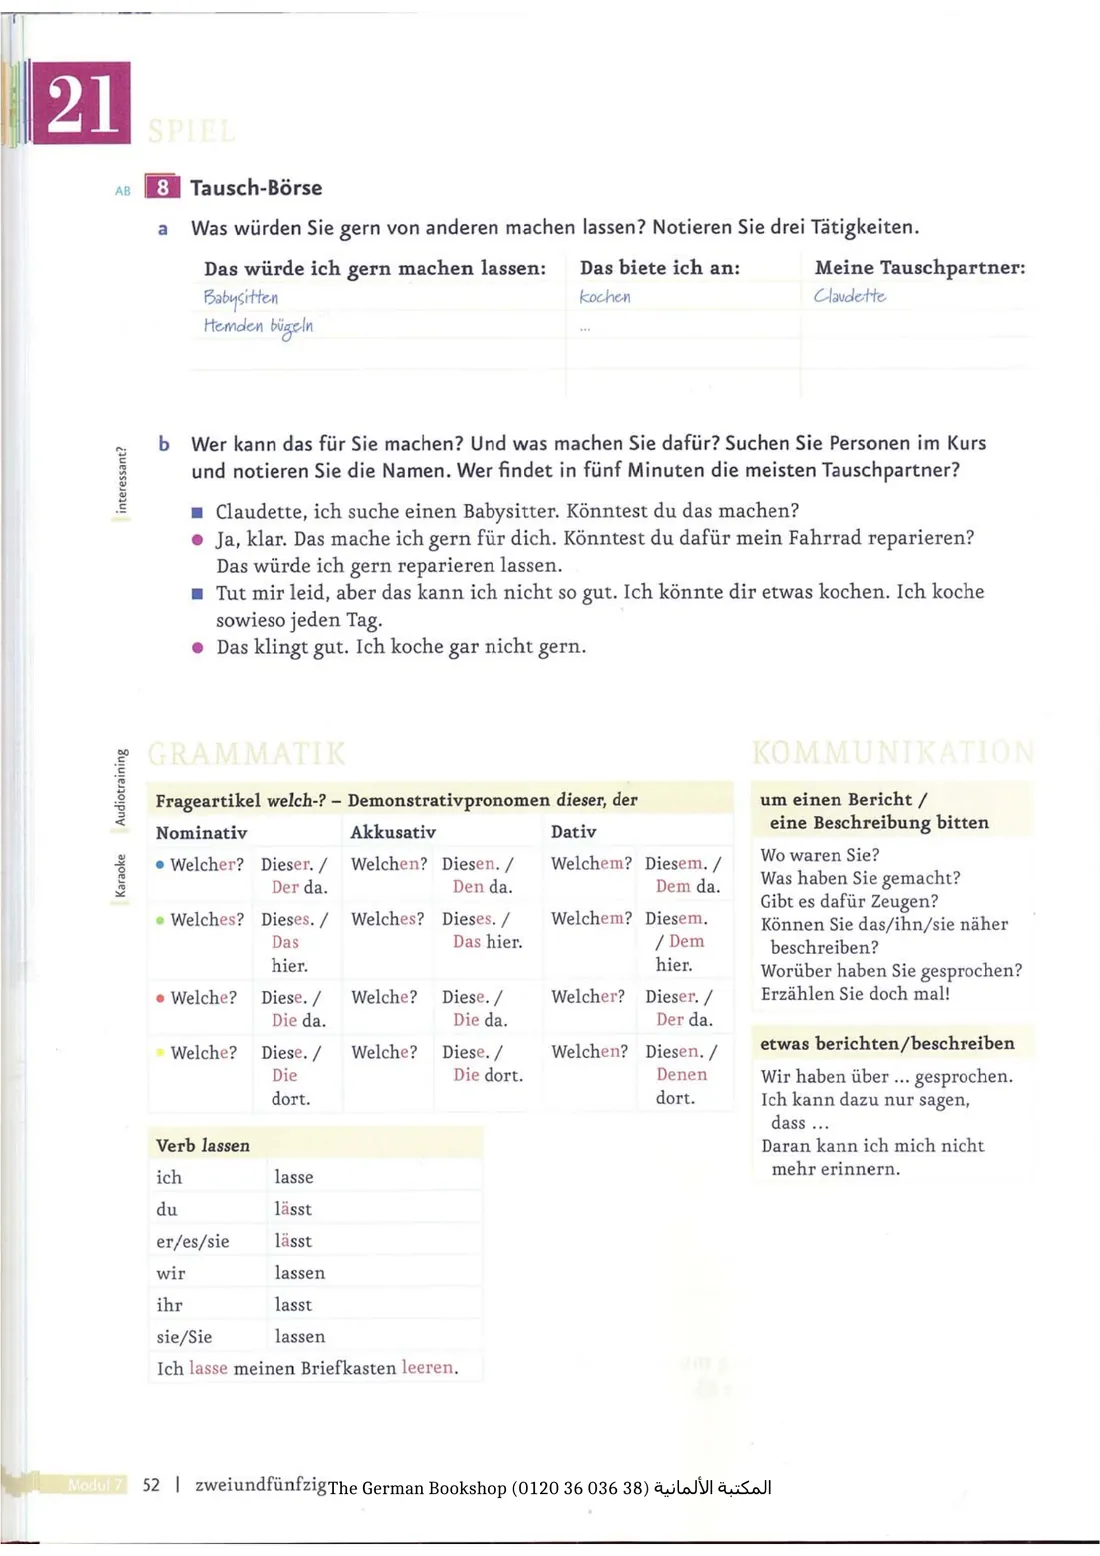 21
SPIEL
AB 8 Tausch-Börse
a Was würden Sie gern von anderen machen lassen? Notieren Sie drei Tätigkeiten.
Das würde ich gern machen lassen: Das biete ich an: Meine Tauschpartner:
Babysitten kochen Claudette
Hemden bügeln ...
interessant?
b Wer kann das für Sie machen? Und was machen Sie dafür? Suchen Sie Personen im Kurs
und notieren Sie die Namen. Wer findet in fünf Minuten die meisten Tauschpartner?
■ Claudette, ich suche einen Babysitter. Könntest du das machen?
● Ja, klar. Das mache ich gern für dich. Könntest du dafür mein Fahrrad reparieren?
Das würde ich gern reparieren lassen.
■ Tut mir leid, aber das kann ich nicht so gut. Ich könnte dir etwas kochen. Ich koche
sowieso jeden Tag.
● Das klingt gut. Ich koche gar nicht gern.
Audiotraining
Karaoke
GRAMMATIK
Frageartikel welch-? – Demonstrativpronomen dieser, der
Nominativ Akkusativ Dativ
• Welcher? Dieser. / Welchen? Diesen. / Welchem? Diesem. /
Der da. Den da. Dem da.
• Welches? Dieses. / Welches? Dieses. / Welchem? Diesem.
Das Das hier. / Dem
hier. hier.
• Welche? Diese. / Welche? Diese. / Welcher? Dieser. /
Die da. Die da. Der da.
• Welche? Diese. / Welche? Diese. / Welchen? Diesen. /
Die Die dort. Denen
dort. dort.
Verb lassen
ich lasse
du lässt
er/es/sie lässt
wir lassen
ihr lasst
sie/Sie lassen
Ich lasse meinen Briefkasten leeren.
KOMMUNIKATION
um einen Bericht /
eine Beschreibung bitten
Wo waren Sie?
Was haben Sie gemacht?
Gibt es dafür Zeugen?
Können Sie das/ihn/sie näher
beschreiben?
Worüber haben Sie gesprochen?
Erzählen Sie doch mal!
etwas berichten/beschreiben
Wir haben über ... gesprochen.
Ich kann dazu nur sagen,
dass ...
Daran kann ich mich nicht
mehr erinnern.
Modul 7 52 | zweiundfünfzig The German Bookshop (0120 36 036 38) المكتبة الألمانية